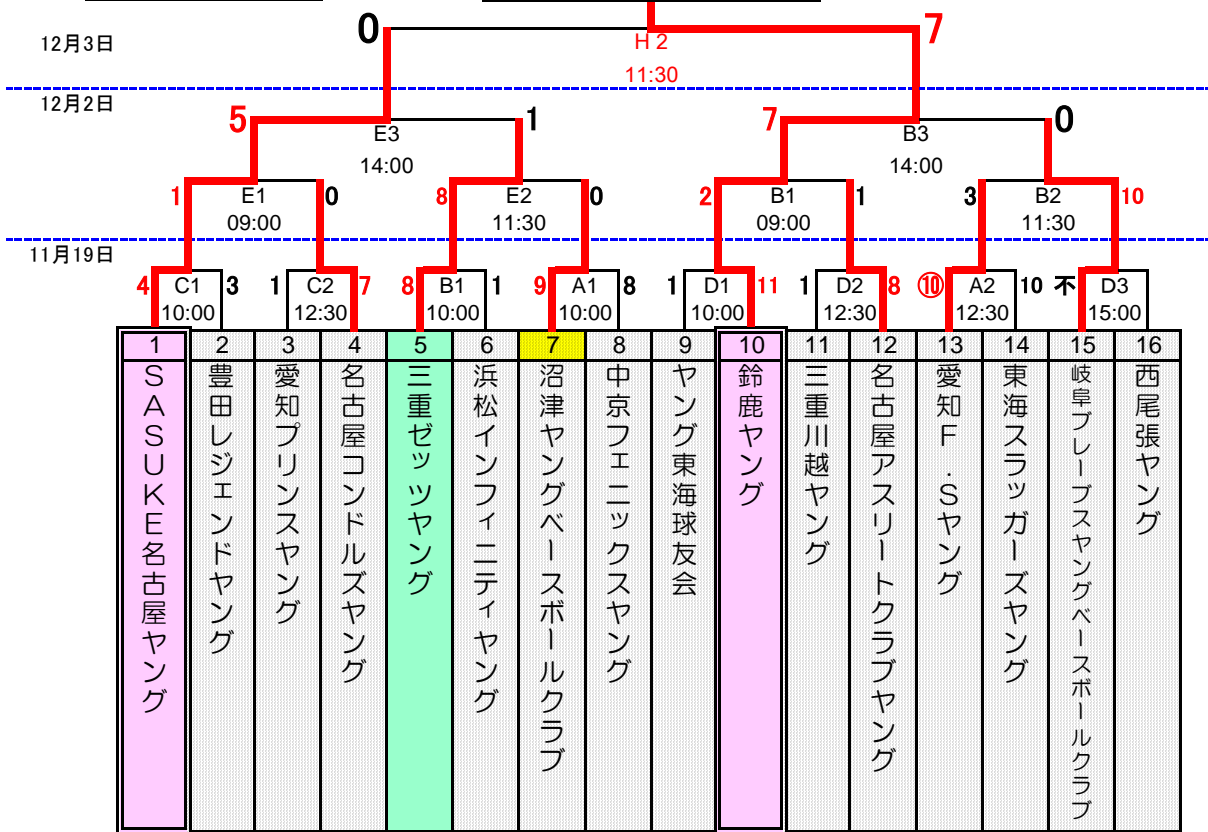 12月3日
0 7
H 2
11:30
12月2日
5 1 7 0
E3 B3
14:00 14:00
1 E1 0 8 E2 0 2 B1 1 3 B2 10
09:00 11:30 09:00 11:30
11月19日
4 C1 3 1 C2 7 8 B1 1 9 A1 8 1 D1 11 1 D2 8 ⑩ A2 10 不 D3
10:00 12:30 10:00 10:00 10:00 12:30 12:30 15:00
1 2 3 4 5 6 7 8 9 10 11 12 13 14 15 16
SASUKE名古屋ヤング
豊田レジェンドヤング
愛知プリンスヤング
名古屋コンドルズヤング
三重ゼッツヤング
浜松インフィニティヤング
沼津ヤングベースボールクラブ
中京フェニックスヤング
ヤング東海球友会
鈴鹿ヤング
三重川越ヤング
名古屋アスリートクラブヤング
愛知F.Sヤング
東海スラッガーズヤング
岐阜ブレーブスヤングベースボールクラブ
西尾張ヤング